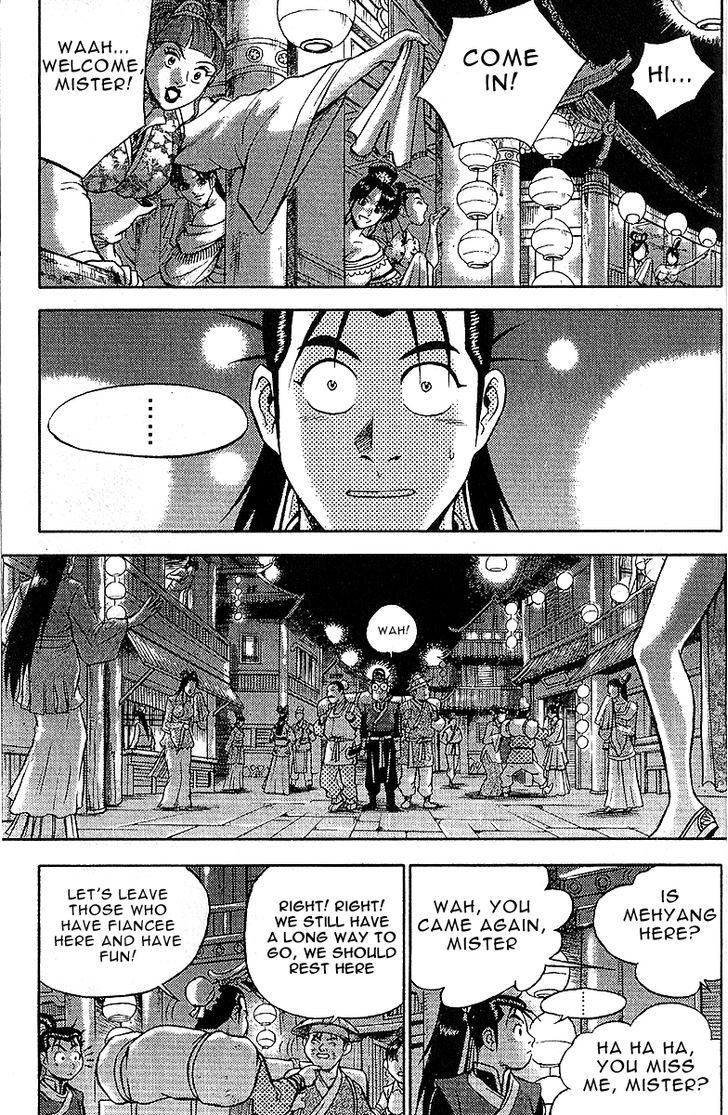 HI...
COME
IN!
WAAH...
WELCOME,
MISTER!
......
WAH!
IS
MEHYANG
HERE?
WAH, YOU
CAME AGAIN,
MISTER
......
HA HA HA,
YOU MISS
ME, MISTER?
RIGHT! RIGHT!
WE STILL HAVE
A LONG WAY TO
GO, WE SHOULD
REST HERE
LET'S LEAVE
THOSE WHO
HAVE FIANCEE
HERE AND HAVE
FUN!